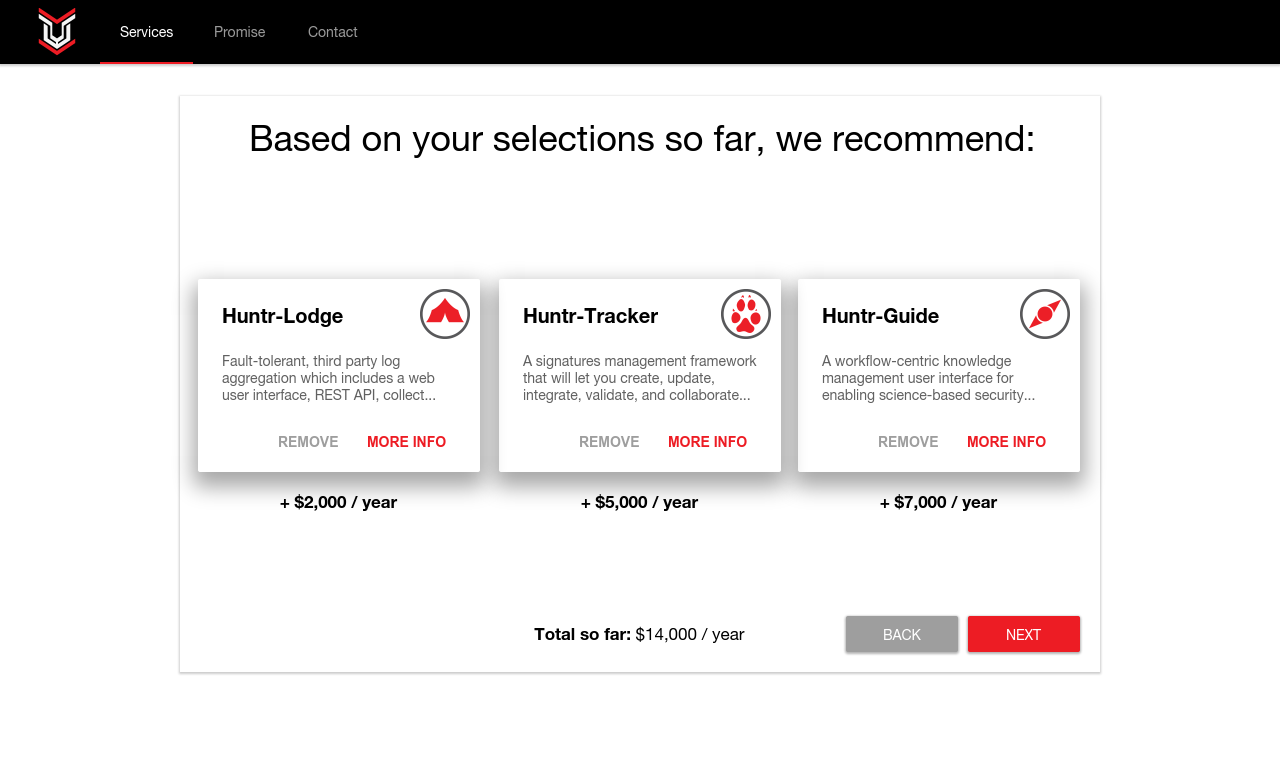 Services
Promise
Contact
Based on your selections so far, we recommend:
Huntr-Lodge
Fault-tolerant, third party log
aggregation which includes a web
user interface, REST API, collect...
REMOVE
MORE INFO
+ $2,000 / year
Huntr-Tracker
A signatures management framework
that will let you create, update,
integrate, validate, and collaborate...
REMOVE
MORE INFO
+ $5,000 / year
Huntr-Guide
A workflow-centric knowledge
management user interface for
enabling science-based security...
REMOVE
MORE INFO
+ $7,000 / year
Total so far: $14,000 / year
BACK
NEXT